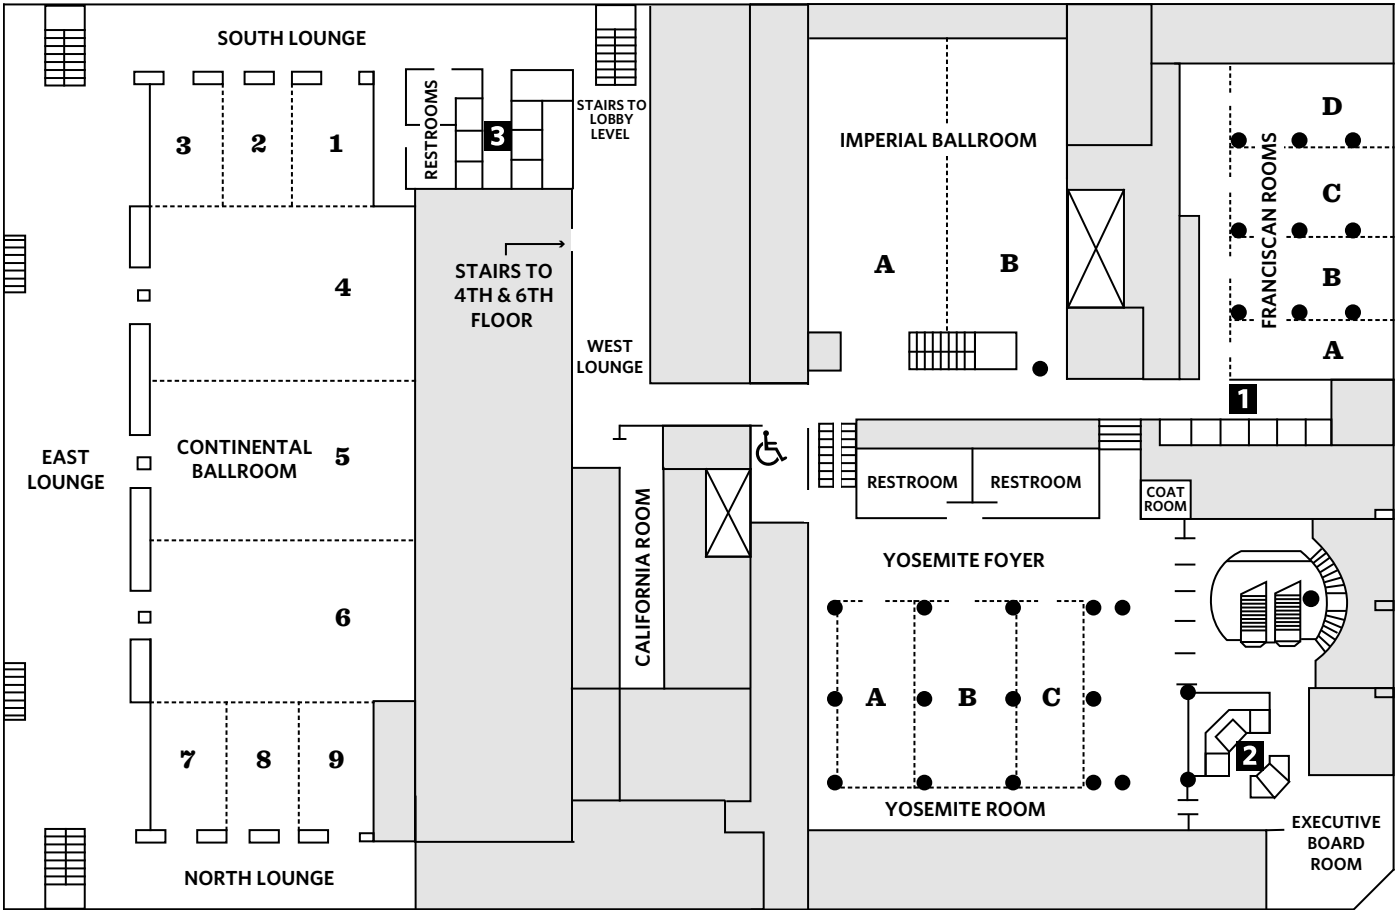 SOUTH LOUNGE
3
2
1
RESTROOMS
3
STAIRS TO
LOBBY
LEVEL
4
STAIRS TO
4TH & 6TH
FLOOR
WEST
LOUNGE
EAST
LOUNGE
CONTINENTAL
BALLROOM
5
6
7
8
9
NORTH LOUNGE
CALIFORNIA ROOM
IMPERIAL BALLROOM
A
B
FRANCISCAN ROOMS
D
C
B
A
1
RESTROOM
RESTROOM
COAT
ROOM
YOSEMITE FOYER
A
B
C
YOSEMITE ROOM
2
EXECUTIVE
BOARD
ROOM